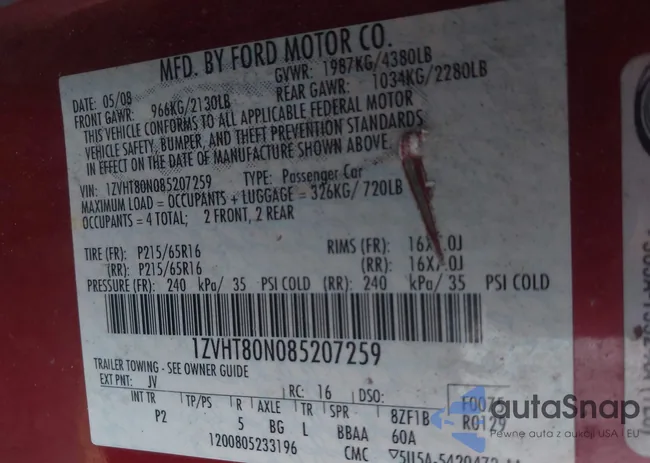 MFD. BY FORD MOTOR CO.
DATE: 05/08 GVWR: 1987KG/4380LB
FRONT GAWR: 966KG/2130LB REAR GAWR: 1034KG/2280LB
THIS VEHICLE CONFORMS TO ALL APPLICABLE FEDERAL MOTOR
VEHICLE SAFETY, BUMPER, AND THEFT PREVENTION STANDARDS
IN EFFECT ON THE DATE OF MANUFACTURE SHOWN ABOVE.
VIN: 1ZVHT80N085207259 TYPE: Passenger Car
MAXIMUM LOAD = OCCUPANTS + LUGGAGE = 326KG/720LB
OCCUPANTS = 4 TOTAL; 2 FRONT, 2 REAR
TIRE (FR): P215/65R16 RIMS (FR): 16X .0J
(RR): P215/65R16 (RR): 16X .0J
PRESSURE (FR): 240 kPa/ 35 PSI COLD (RR): 240 kPa/ 35 PSI COLD
1ZVHT80N085207259
TRAILER TOWING - SEE OWNER GUIDE
EXT PNT: JV RC: 16 DSO:
INT TR TP/PS R AXLE TR SPR 8ZF1B R0129
P2 5 BG L BBAA 60A
1200805233196 CMC
autaSnap
Pewne auta z aukcji USA i EU